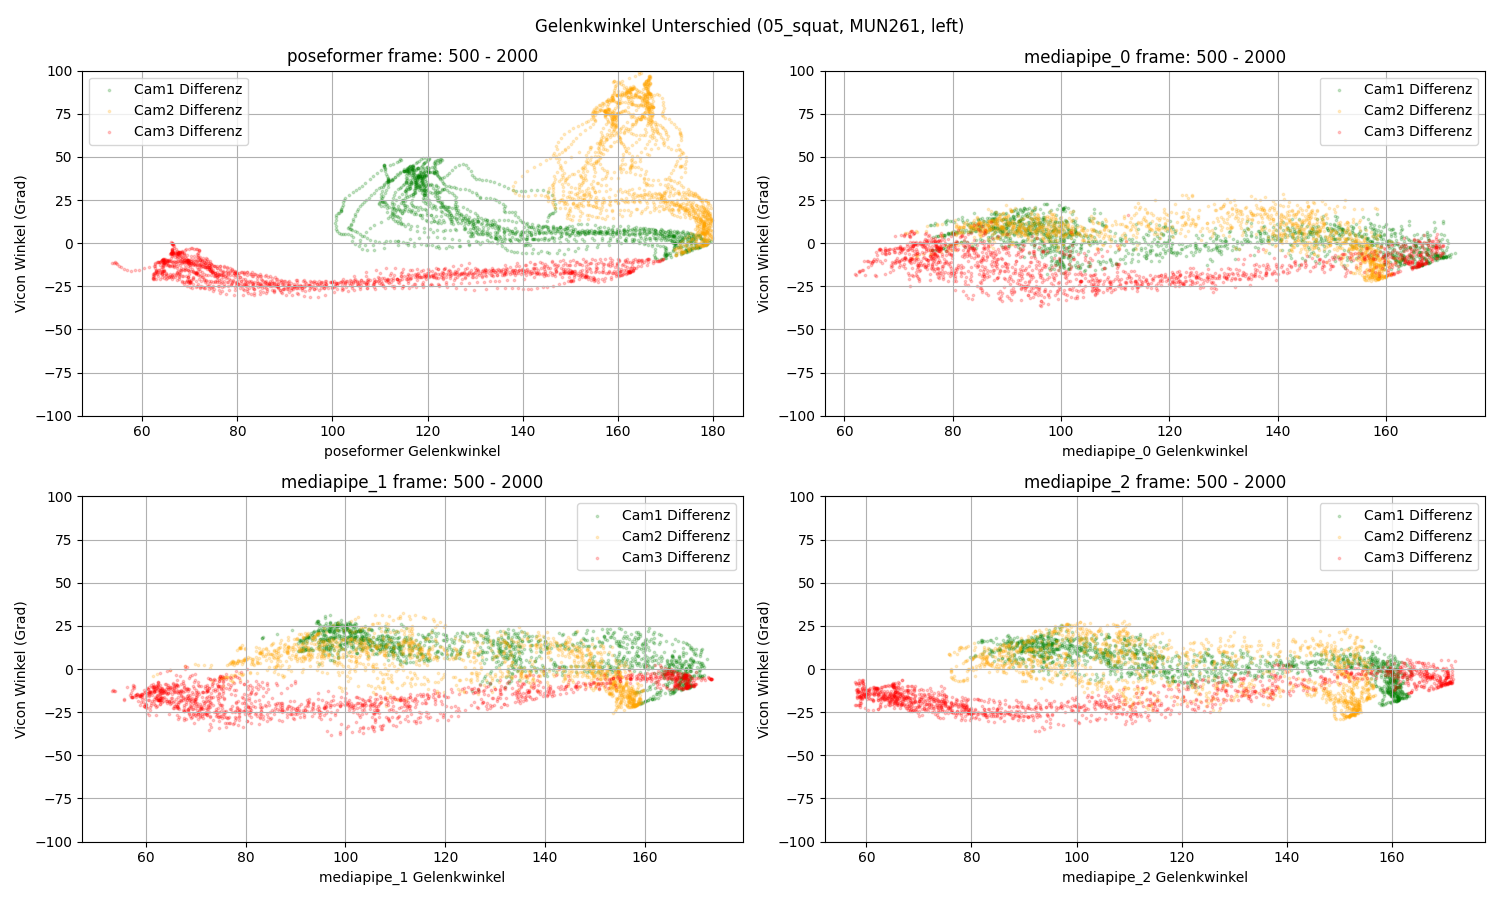 Gelenkwinkel Unterschied (05_squat, MUN261, left)
poseformer frame: 500 - 2000
100
75
50
25
0
−25
−50
−75
−100
Vicon Winkel (Grad)
Cam1 Differenz
Cam2 Differenz
Cam3 Differenz
60 80 100 120 140 160 180
poseformer Gelenkwinkel
mediapipe_0 frame: 500 - 2000
100
75
50
25
0
−25
−50
−75
−100
Vicon Winkel (Grad)
Cam1 Differenz
Cam2 Differenz
Cam3 Differenz
60 80 100 120 140 160
mediapipe_0 Gelenkwinkel
mediapipe_1 frame: 500 - 2000
100
75
50
25
0
−25
−50
−75
−100
Vicon Winkel (Grad)
Cam1 Differenz
Cam2 Differenz
Cam3 Differenz
60 80 100 120 140 160
mediapipe_1 Gelenkwinkel
mediapipe_2 frame: 500 - 2000
100
75
50
25
0
−25
−50
−75
−100
Vicon Winkel (Grad)
Cam1 Differenz
Cam2 Differenz
Cam3 Differenz
60 80 100 120 140 160
mediapipe_2 Gelenkwinkel